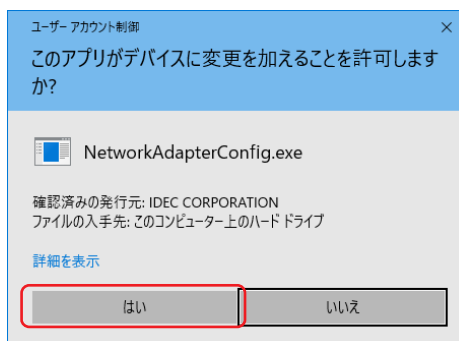 ユーザー アカウント制御
このアプリがデバイスに変更を加えることを許可します
か?
NetworkAdapterConfig.exe
確認済みの発行元: IDEC CORPORATION
ファイルの入手先: このコンピューター上のハード ドライブ
詳細を表示
はい
いいえ